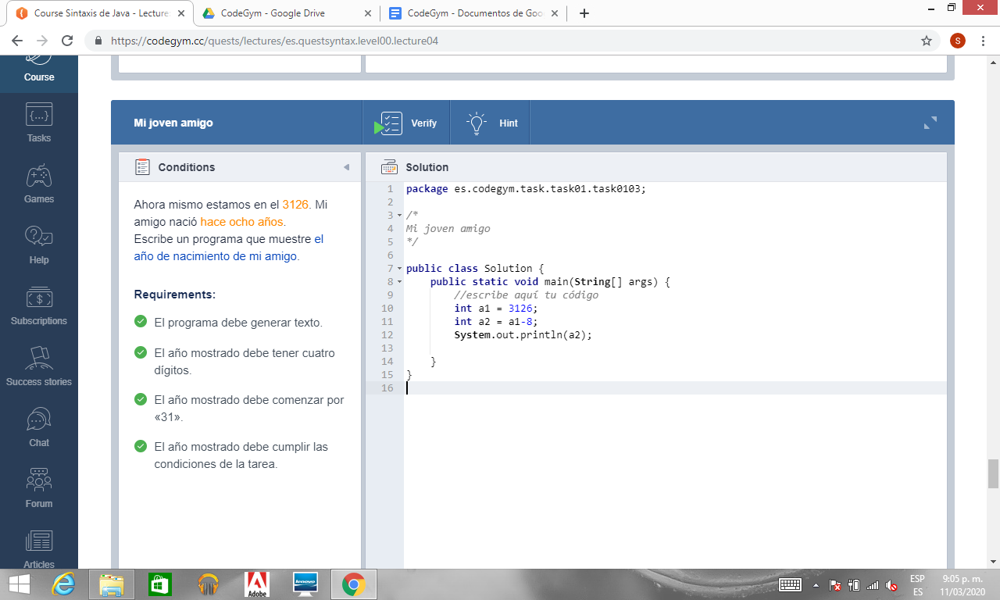 Course Sintaxis de Java - Lecture
CodeGym - Google Drive
CodeGym - Documentos de Goo
https://codegym.cc/quests/lectures/es.questsyntax.level00.lecture04
S
Course
Tasks
Games
Help
Subscriptions
Success stories
Chat
Forum
Articles
Mi joven amigo
Verify
Hint
Conditions
Ahora mismo estamos en el 3126. Mi
amigo nació hace ocho años.
Escribe un programa que muestre el
año de nacimiento de mi amigo.
Requirements:
El programa debe generar texto.
El año mostrado debe tener cuatro
dígitos.
El año mostrado debe comenzar por
«31».
El año mostrado debe cumplir las
condiciones de la tarea.
Solution
1 package es.codegym.task.task01.task0103;
2
3 /*
4 Mi joven amigo
5 */
6
7 public class Solution {
8 public static void main(String[] args) {
9 //escribe aquí tu código
10 int a1 = 3126;
11 int a2 = a1-8;
12 System.out.println(a2);
13
14 }
15 }
16
Adobe
lenovo
ESP
ES
9:05 p. m.
11/03/2020